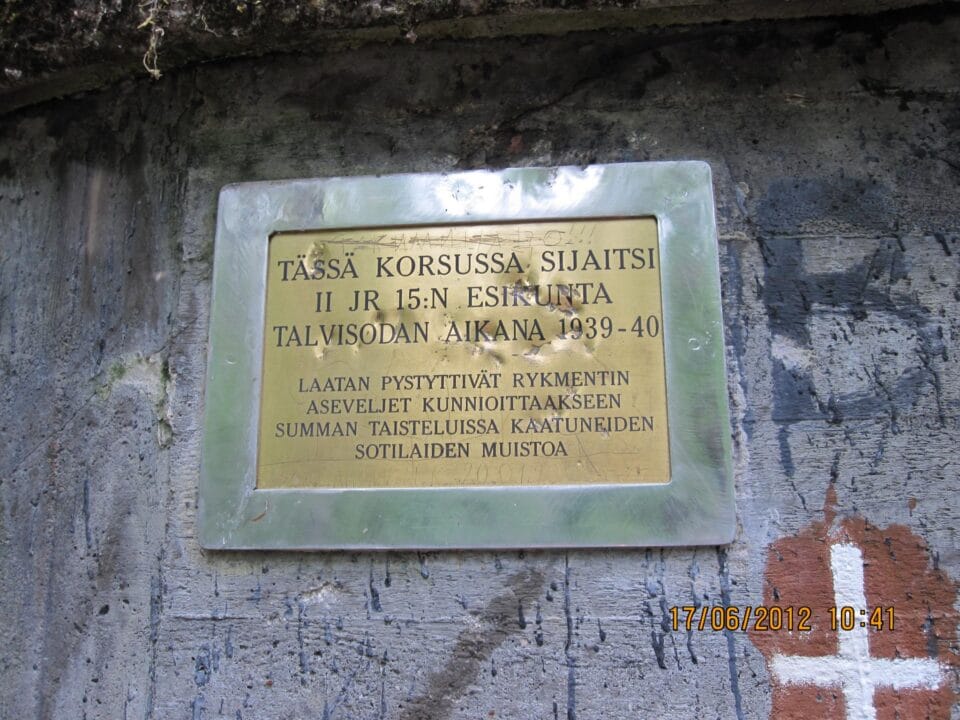 TÄSSÄ KORSUSSA SIJAITSI
II JR 15:N ESIKUNTA
TALVISODAN AIKANA 1939-40
LAATAN PYSTYTTIVÄT RYKMENTIN
ASEVELJET KUNNIOITTAAKSEEN
SUMMAN TAISTELUISSA KAATUNEIDEN
SOTILAIDEN MUISTOA
17/06/2012 10:41